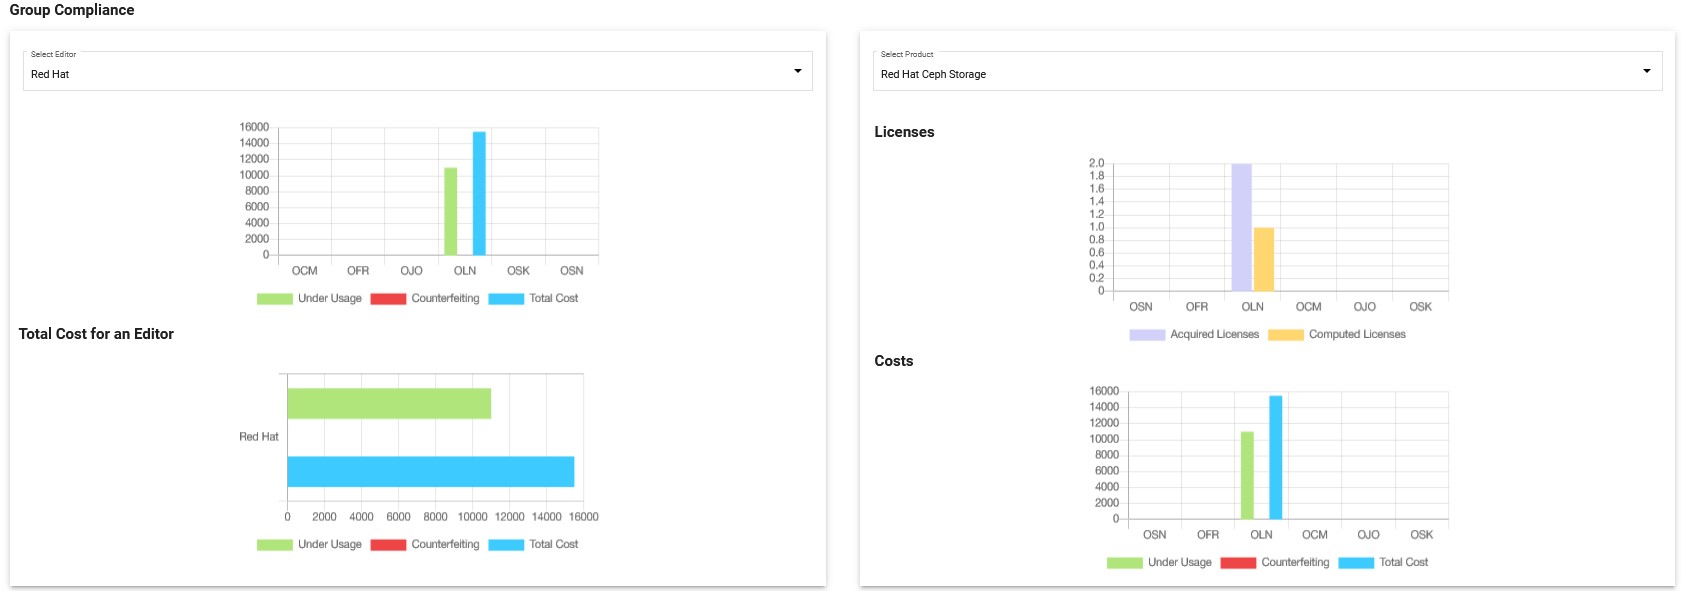 Group Compliance
Select Editor
Red Hat
16000
14000
12000
10000
8000
6000
4000
2000
0
OCM OFR OJO OLN OSK OSN
Under Usage Counterfeiting Total Cost
Total Cost for an Editor
Red Hat
0 2000 4000 6000 8000 10000 12000 14000 16000
Under Usage Counterfeiting Total Cost
Select Product
Red Hat Ceph Storage
Licenses
2.0
1.8
1.6
1.4
1.2
1.0
0.8
0.6
0.4
0.2
0
OSN OFR OLN OCM OJO OSK
Acquired Licenses Computed Licenses
Costs
16000
14000
12000
10000
8000
6000
4000
2000
0
OSN OFR OLN OCM OJO OSK
Under Usage Counterfeiting Total Cost